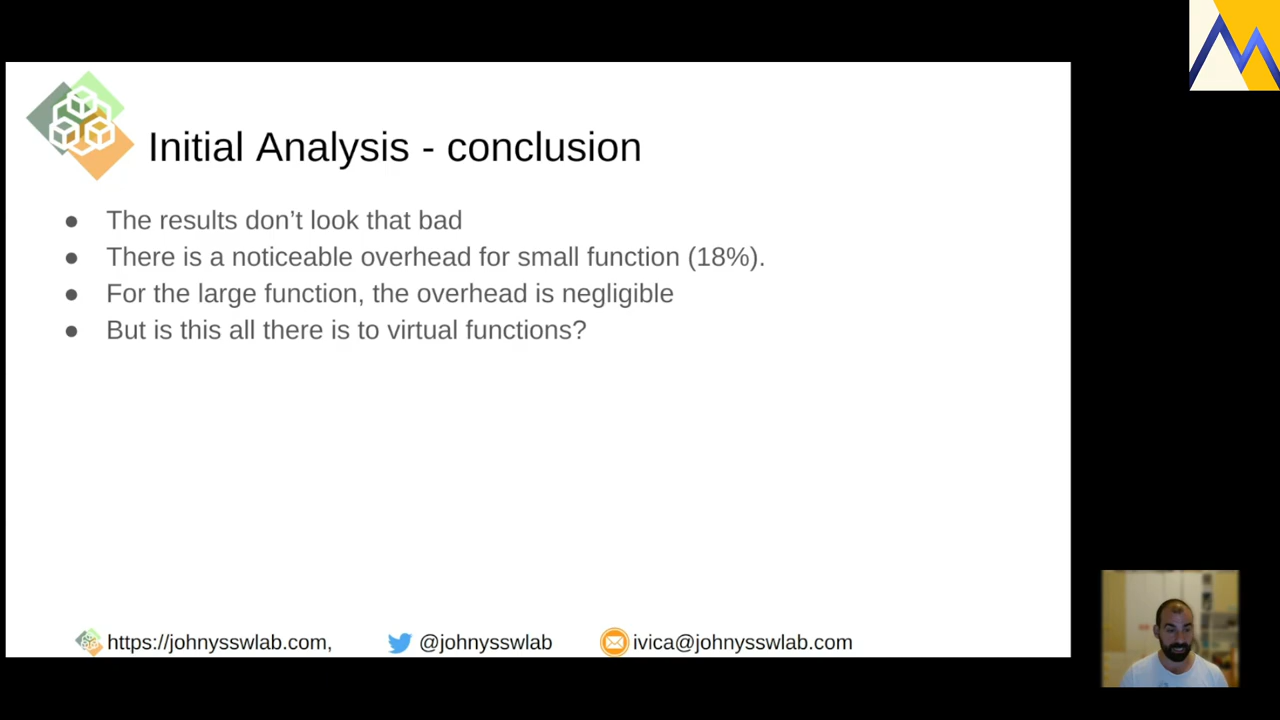 Initial Analysis - conclusion
● The results don’t look that bad
● There is a noticeable overhead for small function (18%).
● For the large function, the overhead is negligible
● But is this all there is to virtual functions?
https://johnysswlab.com, @johnysswlab ivica@johnysswlab.com